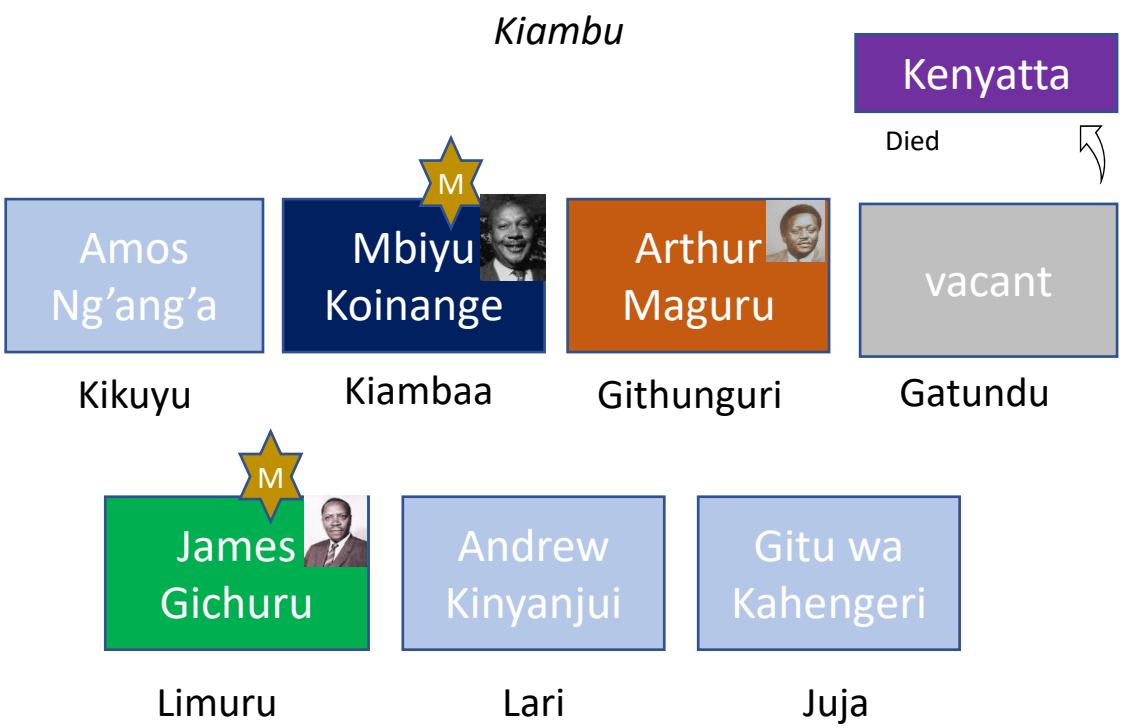 Kiambu
Kenyatta
Died
M
Amos
Ng’ang’a
Mbiyu
Koinange
Arthur
Maguru
vacant
Kikuyu
Kiambaa
Githunguri
Gatundu
M
James
Gichuru
Andrew
Kinyanjui
Gitu wa
Kahengeri
Limuru
Lari
Juja